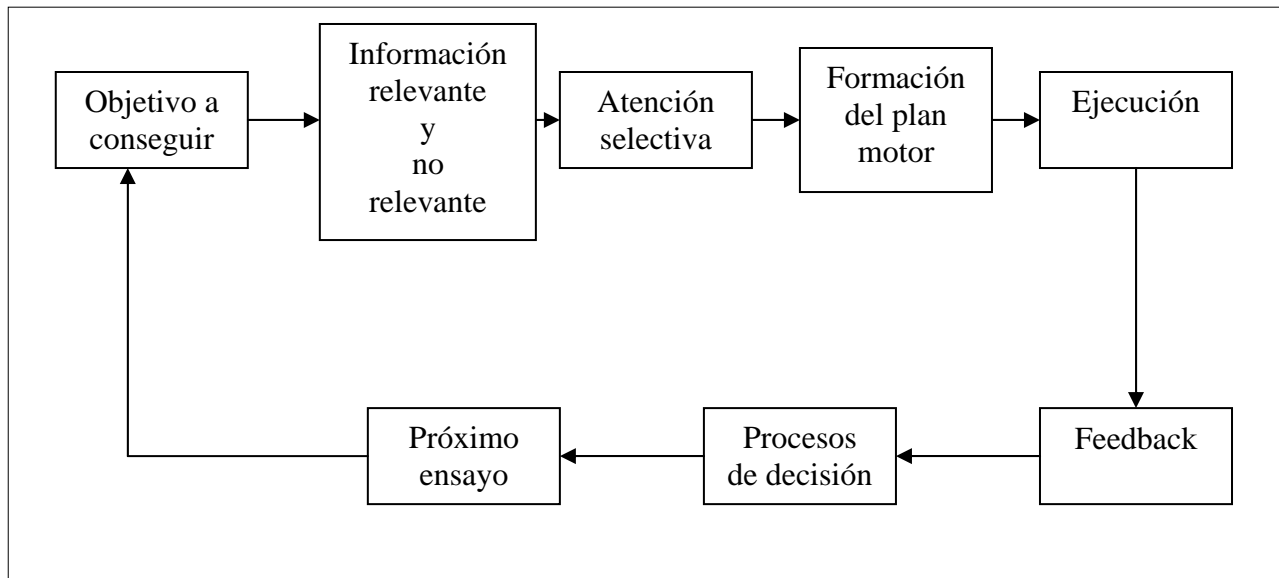 Objetivo a
conseguir
Información
relevante
y
no
relevante
Atención
selectiva
Formación
del plan
motor
Ejecución
Próximo
ensayo
Procesos
de decisión
Feedback